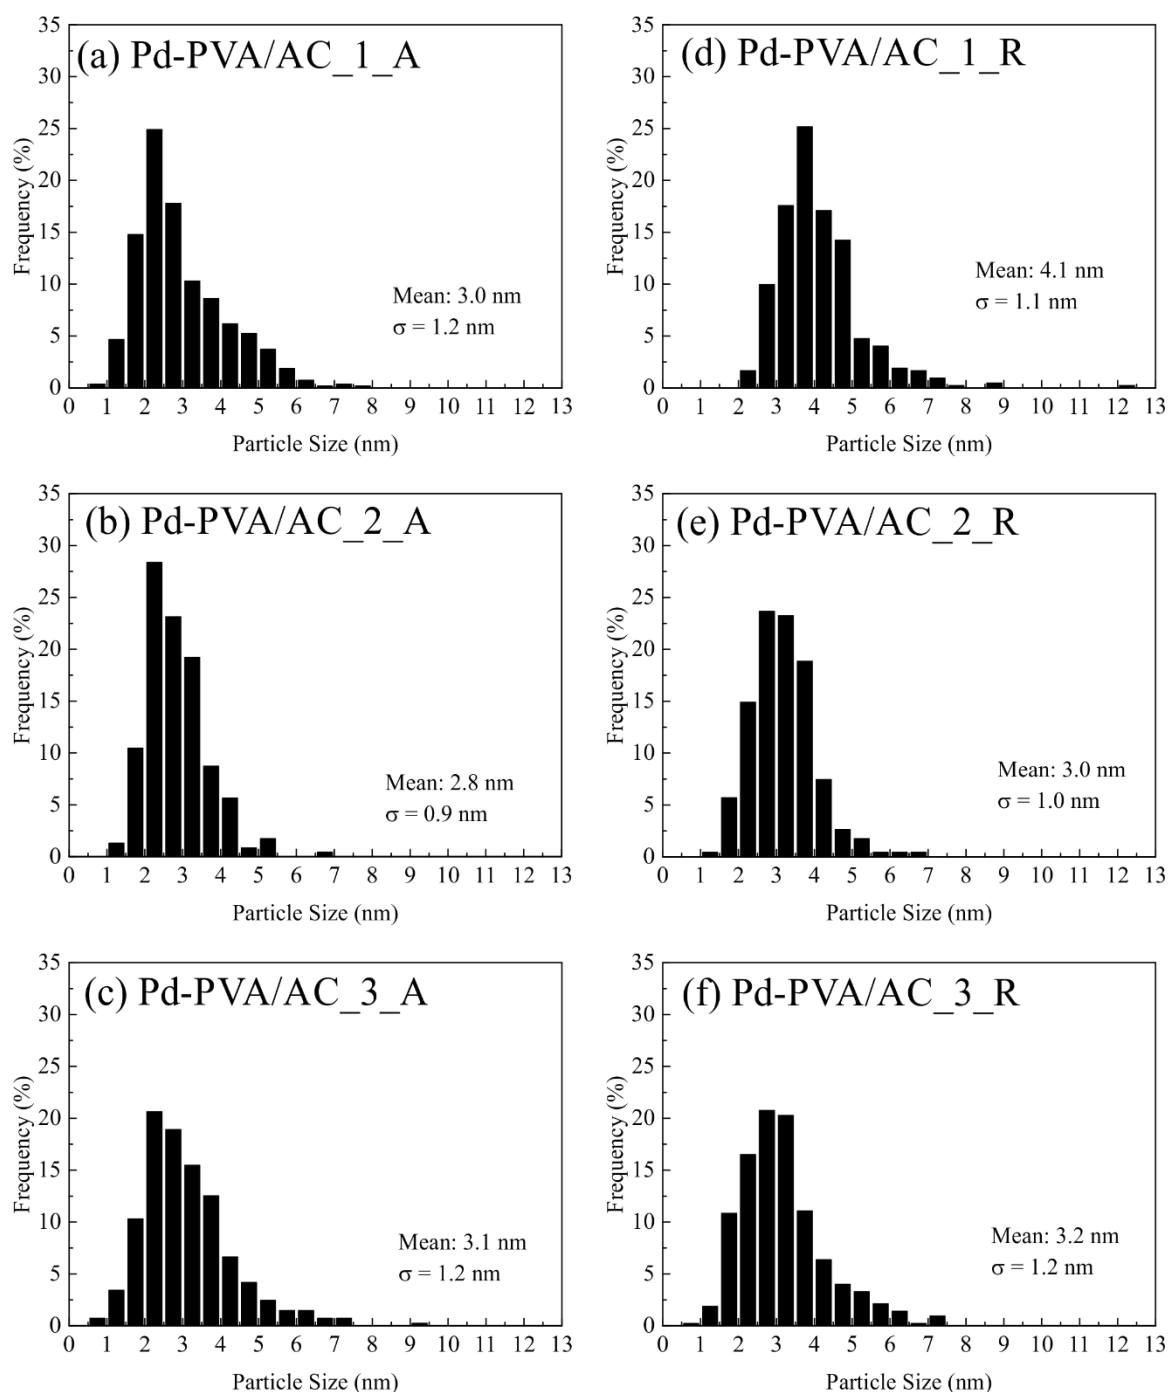 (a) Pd-PVA/AC_1_A
Frequency (%)
35
30
25
20
15
10
5
0
Mean: 3.0 nm
σ = 1.2 nm
0 1 2 3 4 5 6 7 8 9 10 11 12 13
Particle Size (nm)
(d) Pd-PVA/AC_1_R
Frequency (%)
35
30
25
20
15
10
5
0
Mean: 4.1 nm
σ = 1.1 nm
0 1 2 3 4 5 6 7 8 9 10 11 12 13
Particle Size (nm)
(b) Pd-PVA/AC_2_A
Frequency (%)
35
30
25
20
15
10
5
0
Mean: 2.8 nm
σ = 0.9 nm
0 1 2 3 4 5 6 7 8 9 10 11 12 13
Particle Size (nm)
(e) Pd-PVA/AC_2_R
Frequency (%)
35
30
25
20
15
10
5
0
Mean: 3.0 nm
σ = 1.0 nm
0 1 2 3 4 5 6 7 8 9 10 11 12 13
Particle Size (nm)
(c) Pd-PVA/AC_3_A
Frequency (%)
35
30
25
20
15
10
5
0
Mean: 3.1 nm
σ = 1.2 nm
0 1 2 3 4 5 6 7 8 9 10 11 12 13
Particle Size (nm)
(f) Pd-PVA/AC_3_R
Frequency (%)
35
30
25
20
15
10
5
0
Mean: 3.2 nm
σ = 1.2 nm
0 1 2 3 4 5 6 7 8 9 10 11 12 13
Particle Size (nm)